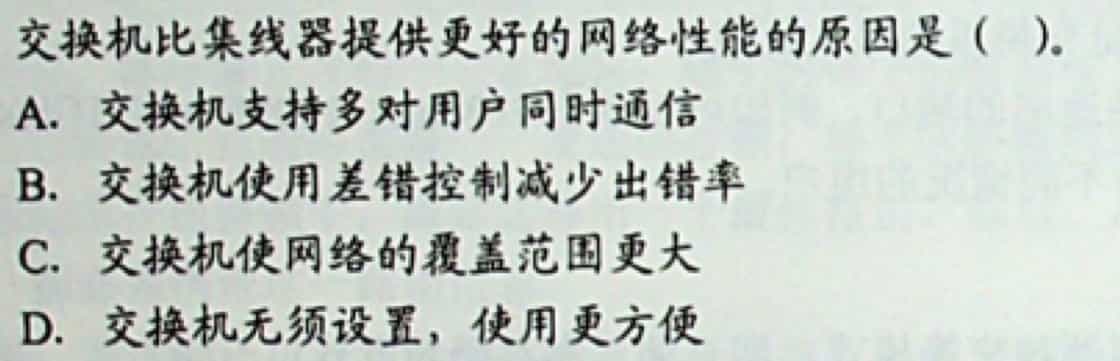 交换机比集线器提供更好的网络性能的原因是（ ）。
A. 交换机支持多对用户同时通信
B. 交换机使用差错控制减少出错率
C. 交换机使网络的覆盖范围更大
D. 交换机无须设置，使用更方便